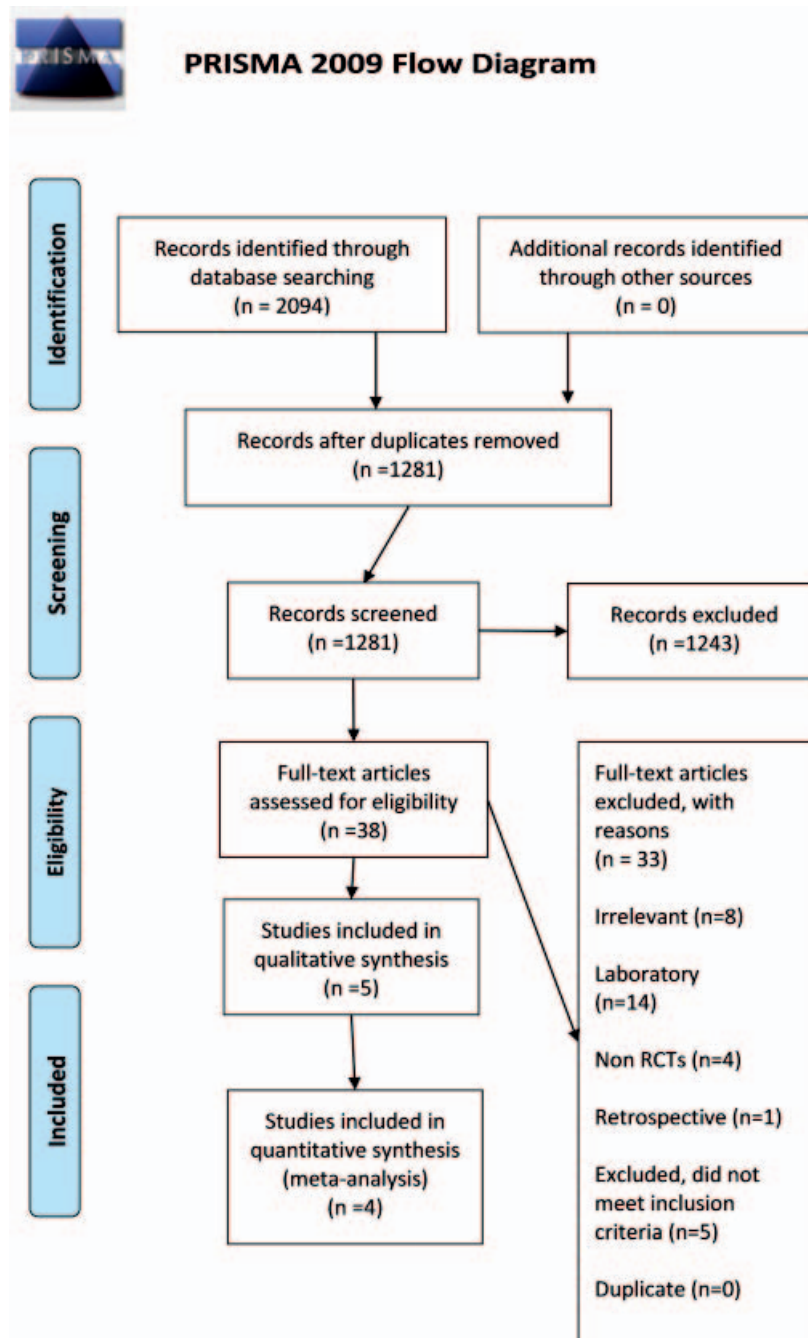 PRISMA
PRISMA 2009 Flow Diagram
Identification
Records identified through
database searching
(n = 2094)
Additional records identified
through other sources
(n = 0)
Records after duplicates removed
(n =1281)
Screening
Records screened
(n =1281)
Records excluded
(n =1243)
Eligibility
Full-text articles
assessed for eligibility
(n =38)
Full-text articles
excluded, with
reasons
(n = 33)
Irrelevant (n=8)
Laboratory
(n=14)
Non RCTs (n=4)
Retrospective (n=1)
Excluded, did not
meet inclusion
criteria (n=5)
Duplicate (n=0)
Studies included in
qualitative synthesis
(n =5)
Included
Studies included in
quantitative synthesis
(meta-analysis)
(n =4)